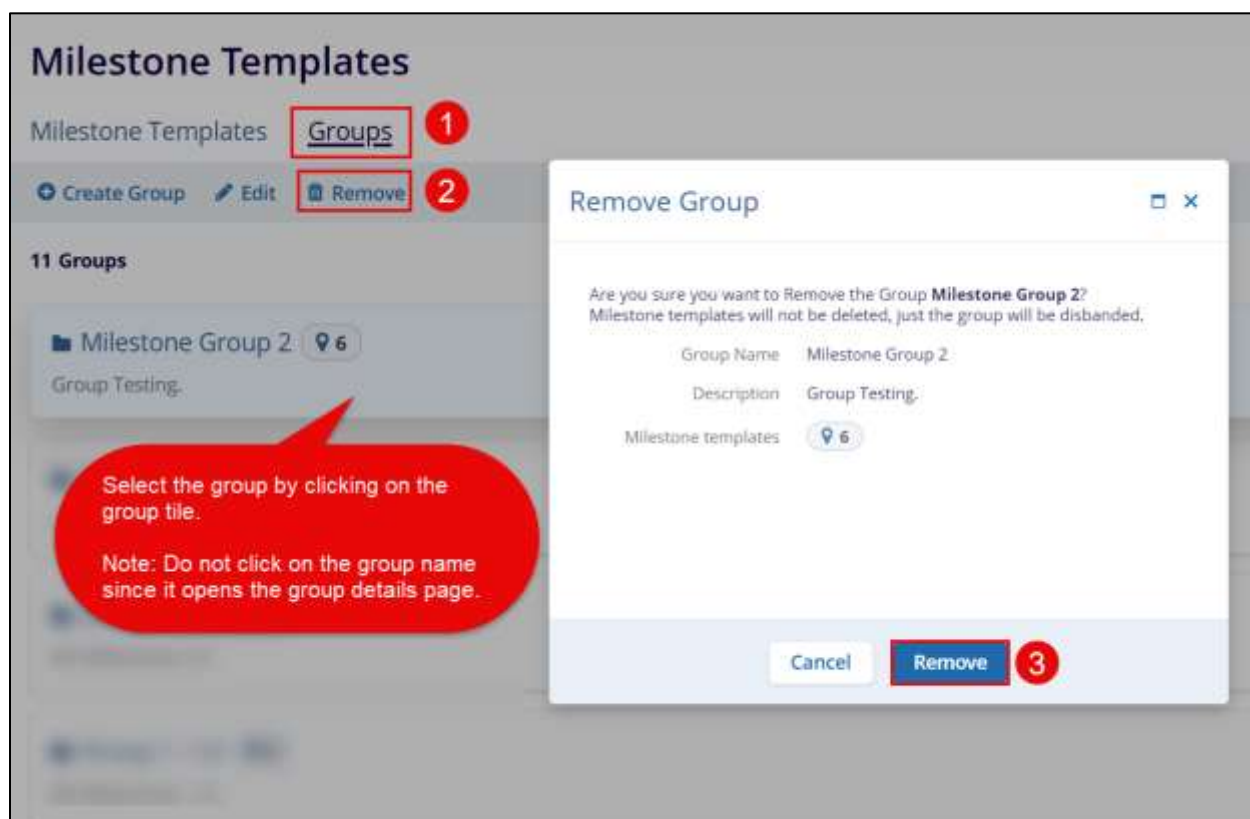 Milestone Templates
Milestone Templates Groups 1
Create Group Edit Remove 2
11 Groups
Milestone Group 2 6
Group Testing.
Select the group by clicking on the
group tile.
Note: Do not click on the group name
since it opens the group details page.
Remove Group
Are you sure you want to Remove the Group Milestone Group 2?
Milestone templates will not be deleted, just the group will be disbanded.
Group Name Milestone Group 2
Description Group Testing.
Milestone templates 6
Cancel Remove 3